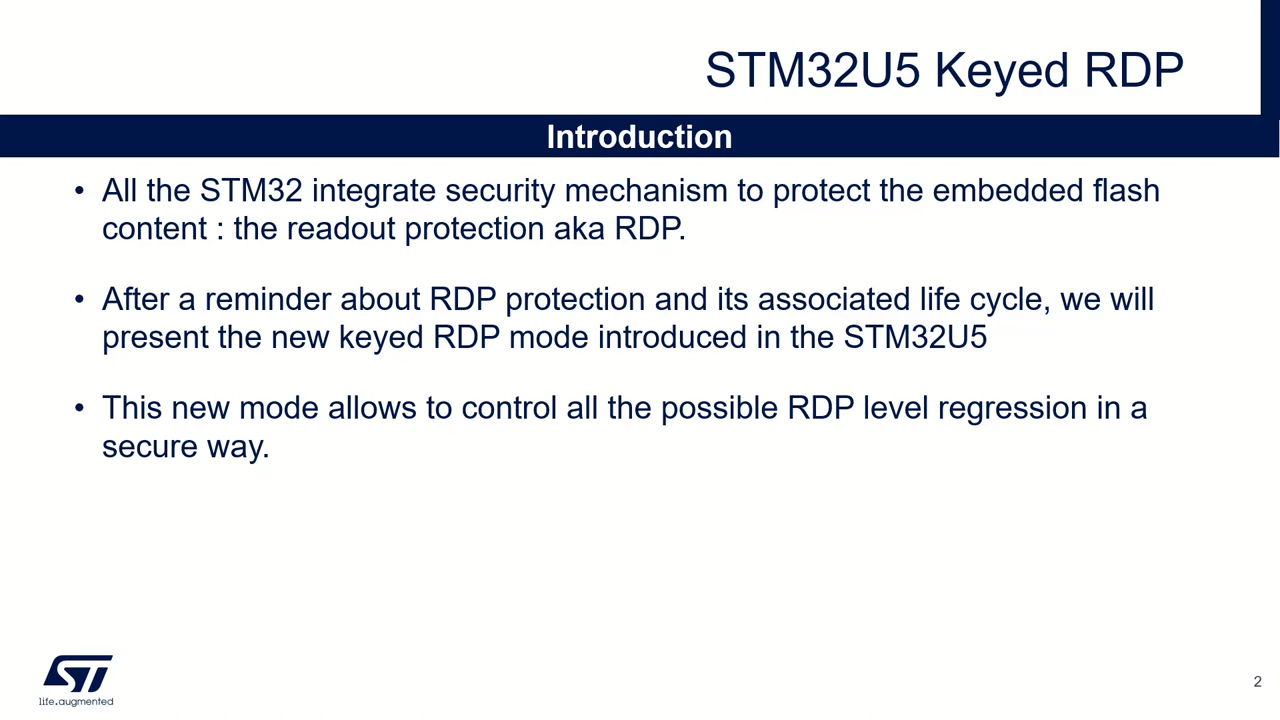 STM32U5 Keyed RDP
Introduction
• All the STM32 integrate security mechanism to protect the embedded flash
content : the readout protection aka RDP.
• After a reminder about RDP protection and its associated life cycle, we will
present the new keyed RDP mode introduced in the STM32U5
• This new mode allows to control all the possible RDP level regression in a
secure way.
ST
life.augmented
2